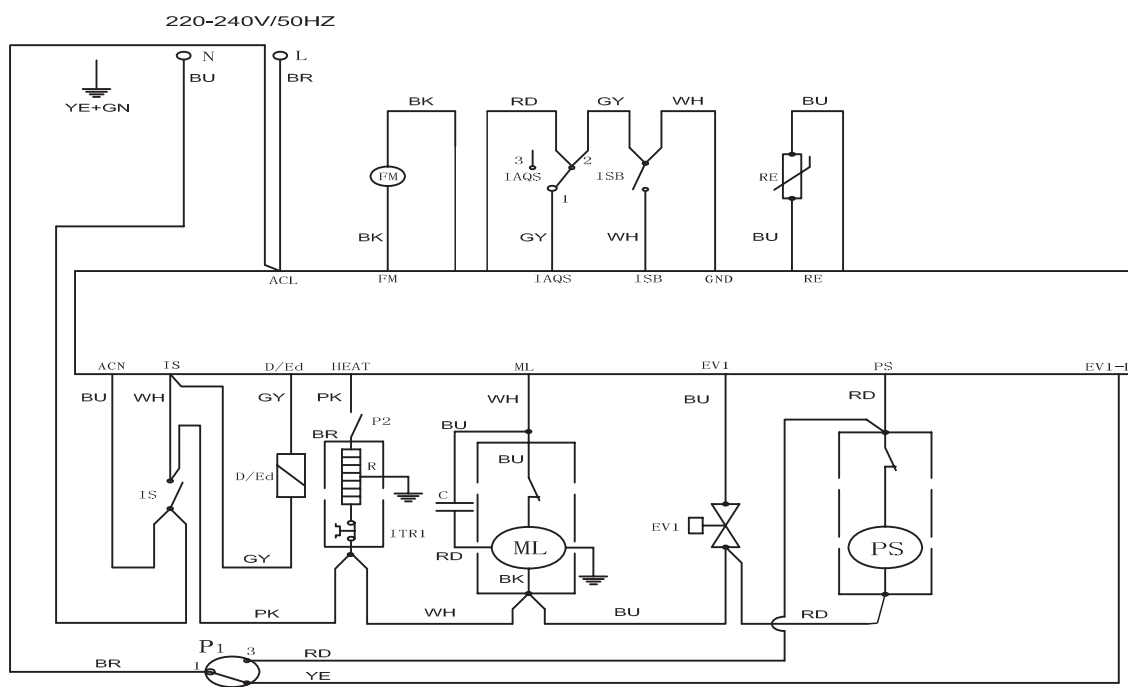 220-240V/50HZ
N L
BU BR
YE+GN
BK RD GY WH BU
3 2
IAQS ISB
1
FM RE
BK GY WH BU
ACL FM IAQS ISB GND RE
ACN IS D/Ed HEAT ML EV1 PS
BU WH GY PK WH BU RD
P2
BU
BR
BU
R
D/Ed
IS
C
EV1
ITR1
RD
ML PS
GY BK
PK WH BU RD
P1
BR 1 3 RD
YE